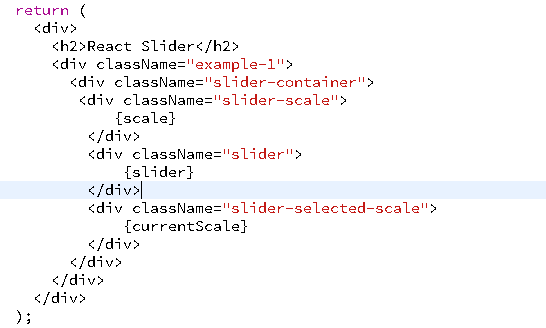 return (
<div>
<h2>React Slider</h2>
<div className="example-1">
<div className="slider-container">
<div className="slider-scale">
{scale}
</div>
<div className="slider">
{slider}
</div>
<div className="slider-selected-scale">
{currentScale}
</div>
</div>
</div>
</div>
);